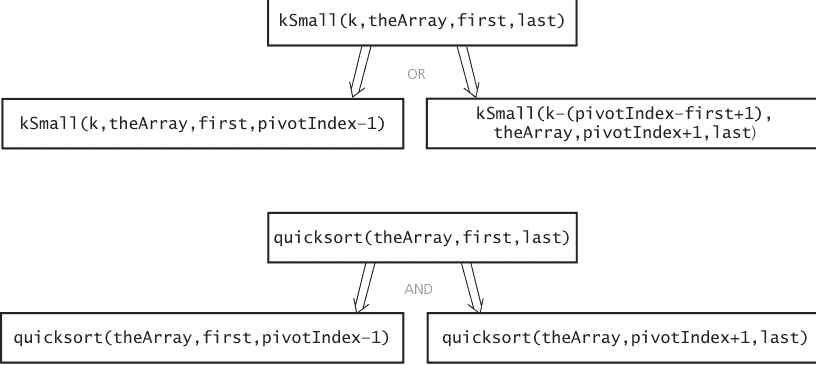 kSmall(k,theArray,first,last)
OR
kSmall(k,theArray,first,pivotIndex–1)
kSmall(k–(pivotIndex–first+1),
theArray,pivotIndex+1,last)
quicksort(theArray,first,last)
AND
quicksort(theArray,first,pivotIndex–1)
quicksort(theArray,pivotIndex+1,last)